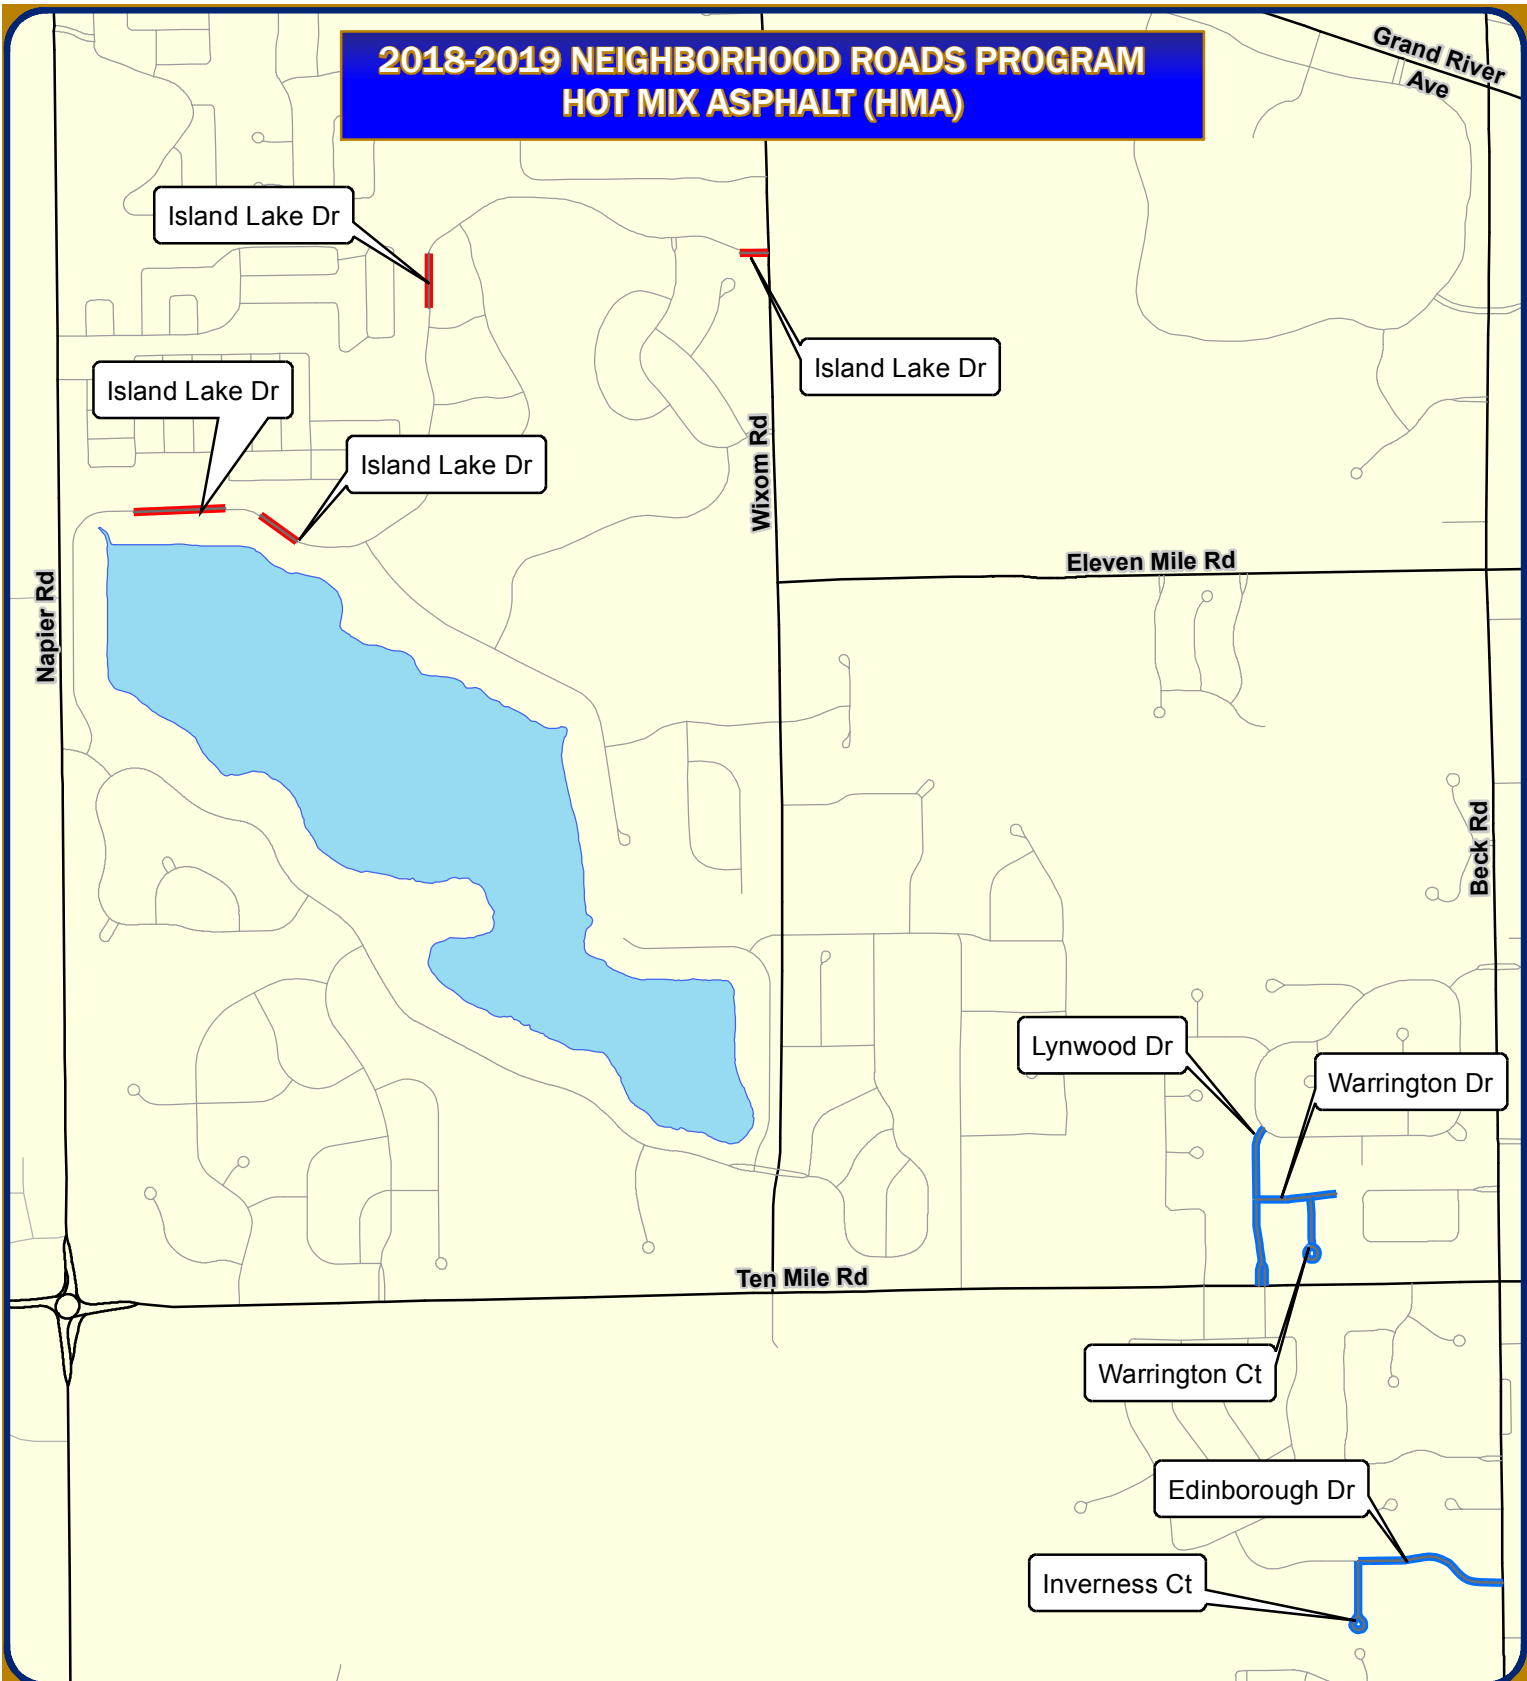 2018-2019 NEIGHBORHOOD ROADS PROGRAM
HOT MIX ASPHALT (HMA)
Grand River
Ave
Island Lake Dr
Island Lake Dr
Island Lake Dr
Island Lake Dr
Wixom Rd
Eleven Mile Rd
Napier Rd
Beck Rd
Lynwood Dr
Warrington Dr
Ten Mile Rd
Warrington Ct
Edinborough Dr
Inverness Ct